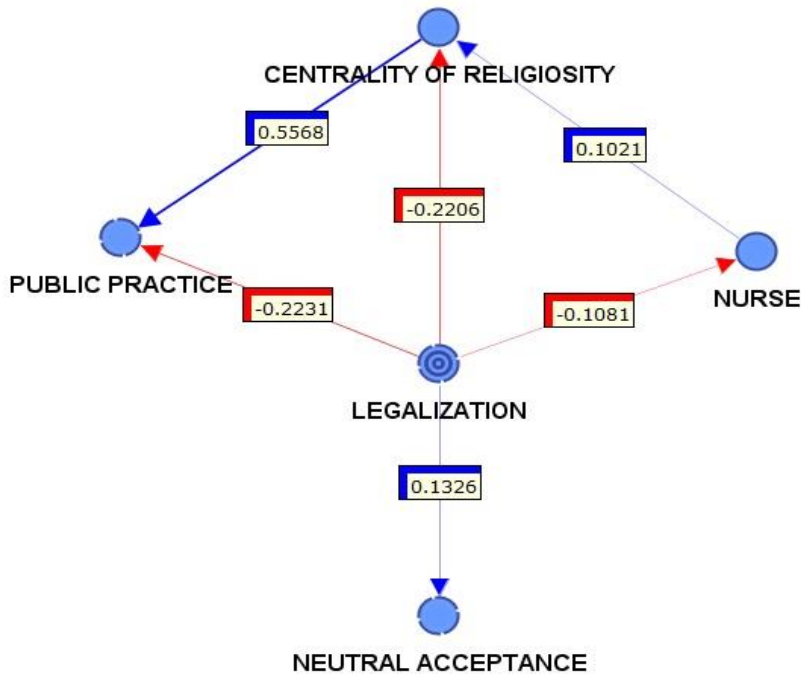 CENTRALITY OF RELIGIOSITY
0.5568
0.1021
-0.2206
PUBLIC PRACTICE
NURSE
-0.2231
-0.1081
LEGALIZATION
0.1326
NEUTRAL ACCEPTANCE